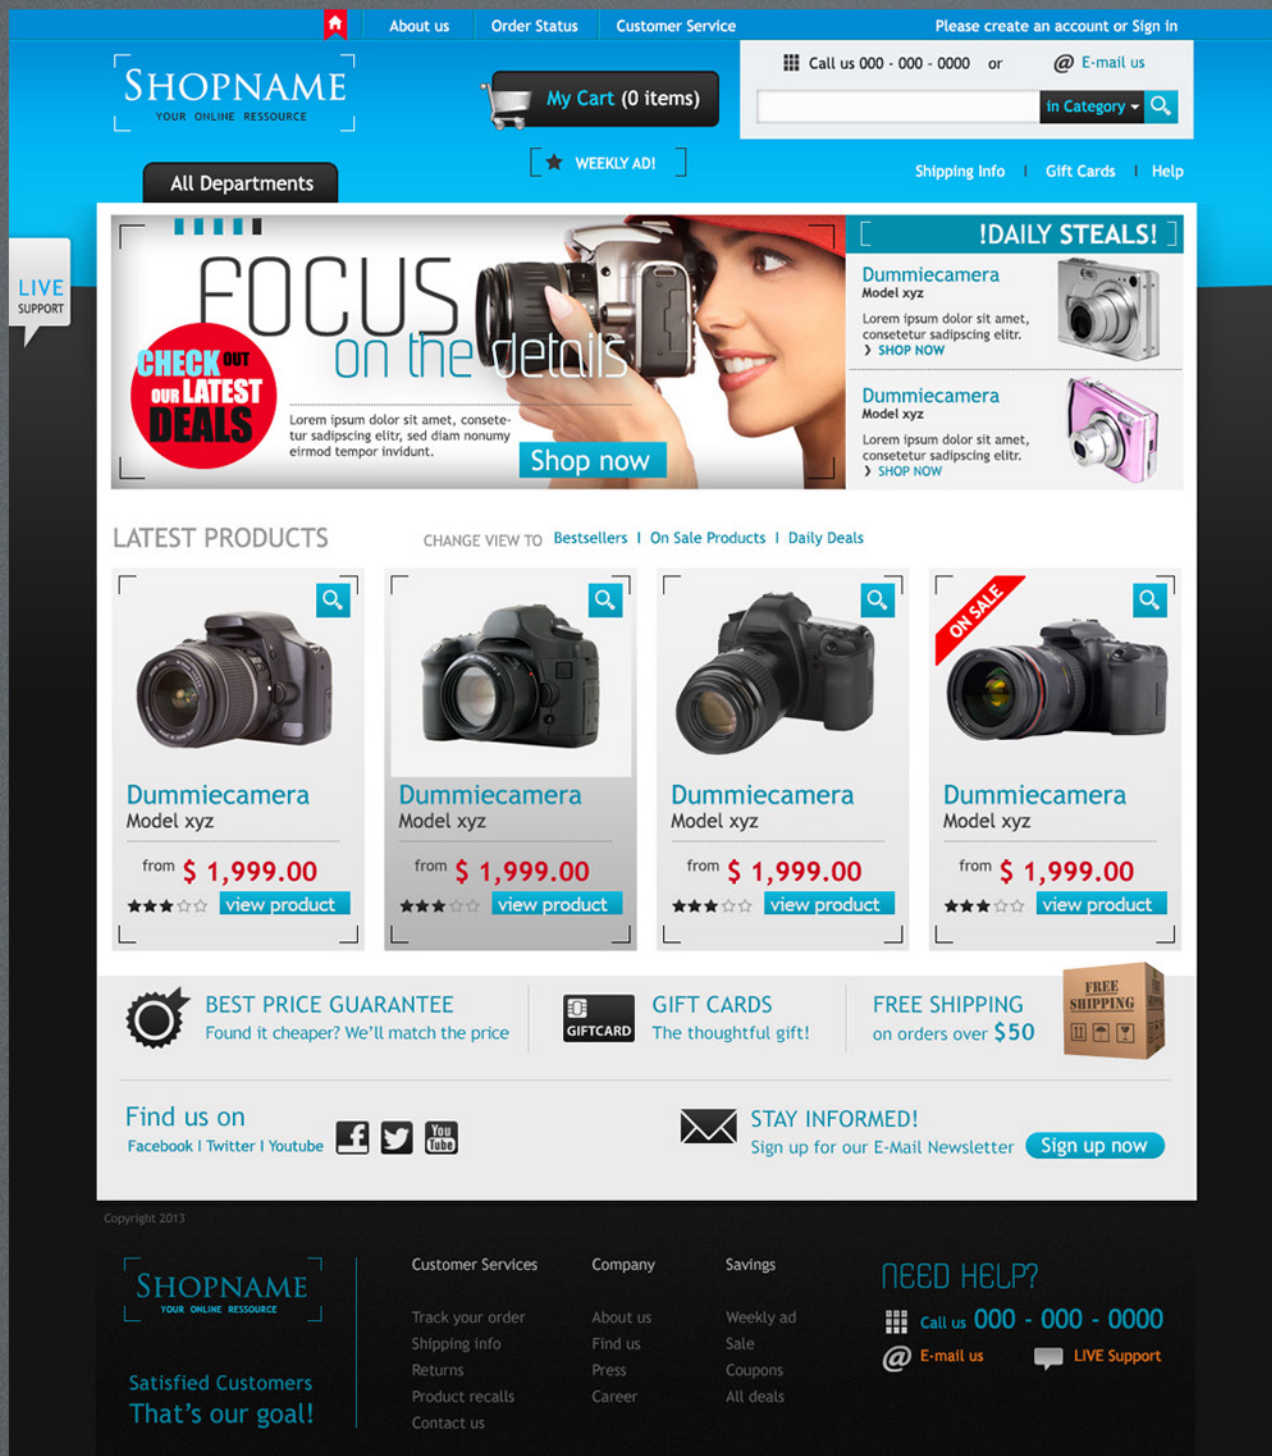 About us
Order Status
Customer Service
Please create an account or Sign in
SHOPNAME
YOUR ONLINE RESSOURCE
My Cart (0 items)
Call us 000 - 000 - 0000 or
@ E-mail us
in Category
WEEKLY AD!
All Departments
Shipping Info I Gift Cards I Help
LIVE
SUPPORT
FOCUS
on the details
CHECK OUT
OUR LATEST
DEALS
Lorem ipsum dolor sit amet, consete-
tur sadipscing elitr, sed diam nonumy
eirmod tempor invidunt.
Shop now
!DAILY STEALS!
Dummiecamera
Model xyz
Lorem ipsum dolor sit amet,
consetetur sadipscing elitr.
❯ SHOP NOW
Dummiecamera
Model xyz
Lorem ipsum dolor sit amet,
consetetur sadipscing elitr.
❯ SHOP NOW
LATEST PRODUCTS
CHANGE VIEW TO Bestsellers I On Sale Products I Daily Deals
Dummiecamera
Model xyz
from $ 1,999.00
view product
Dummiecamera
Model xyz
from $ 1,999.00
view product
Dummiecamera
Model xyz
from $ 1,999.00
view product
ON SALE
Dummiecamera
Model xyz
from $ 1,999.00
view product
BEST PRICE GUARANTEE
Found it cheaper? We'll match the price
GIFTCARD
GIFT CARDS
The thoughtful gift!
FREE SHIPPING
on orders over $50
FREE
SHIPPING
Find us on
Facebook I Twitter I Youtube
You
Tube
STAY INFORMED!
Sign up for our E-Mail Newsletter
Sign up now
Copyright 2013
SHOPNAME
YOUR ONLINE RESSOURCE
Satisfied Customers
That's our goal!
Customer Services
Track your order
Shipping info
Returns
Product recalls
Contact us
Company
About us
Find us
Press
Career
Savings
Weekly ad
Sale
Coupons
All deals
NEED HELP?
Call us 000 - 000 - 0000
@ E-mail us
LIVE Support